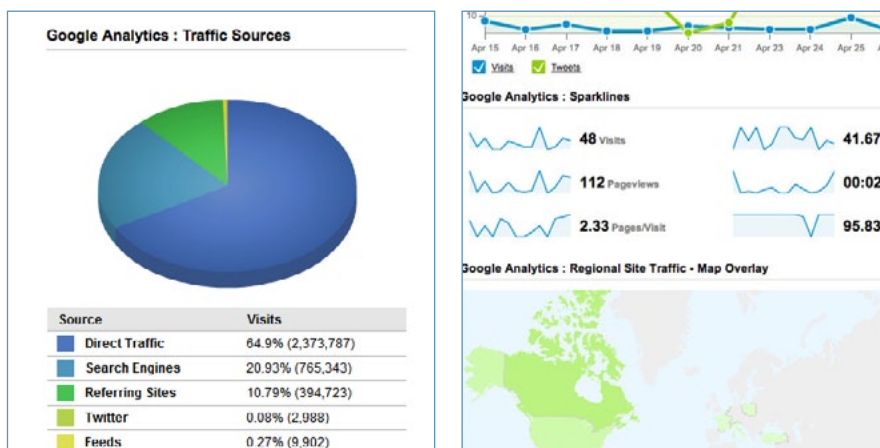 Google Analytics : Traffic Sources
Source Visits
Direct Traffic 64.9% (2,373,787)
Search Engines 20.93% (765,343)
Referring Sites 10.79% (394,723)
Twitter 0.08% (2,988)
Feeds 0.27% (9,902)
10
Apr 15 Apr 16 Apr 17 Apr 18 Apr 19 Apr 20 Apr 21 Apr 22 Apr 23 Apr 24 Apr 25
Visits Tweets
Google Analytics : Sparklines
48 Visits 41.67
112 Pageviews 00:02
2.33 Pages/Visit 95.83
Google Analytics : Regional Site Traffic - Map Overlay